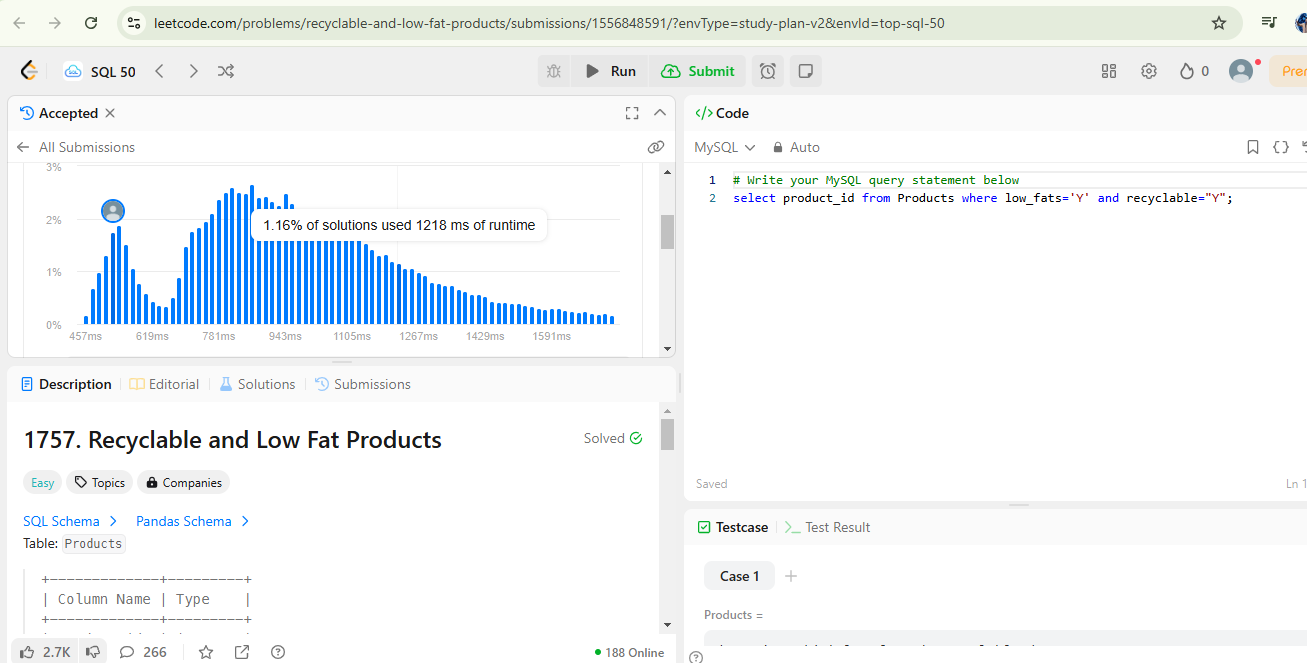 leetcode.com/problems/recyclable-and-low-fat-products/submissions/1556848591/?envType=study-plan-v2&envId=top-sql-50
SQL 50
Run
Submit
0
Prem
Accepted
All Submissions
3%
2%
1%
0%
1.16% of solutions used 1218 ms of runtime
457ms 619ms 781ms 943ms 1105ms 1267ms 1429ms 1591ms
Description
Editorial
Solutions
Submissions
1757. Recyclable and Low Fat Products
Solved
Easy
Topics
Companies
SQL Schema
Pandas Schema
Table: Products
+-------------+---------+
| Column Name | Type    |
+-------------+---------+
2.7K
266
188 Online
</> Code
MySQL
Auto
1 # Write your MySQL query statement below
2 select product_id from Products where low_fats='Y' and recyclable="Y";
Saved
Ln 1
Testcase
Test Result
Case 1
Products =